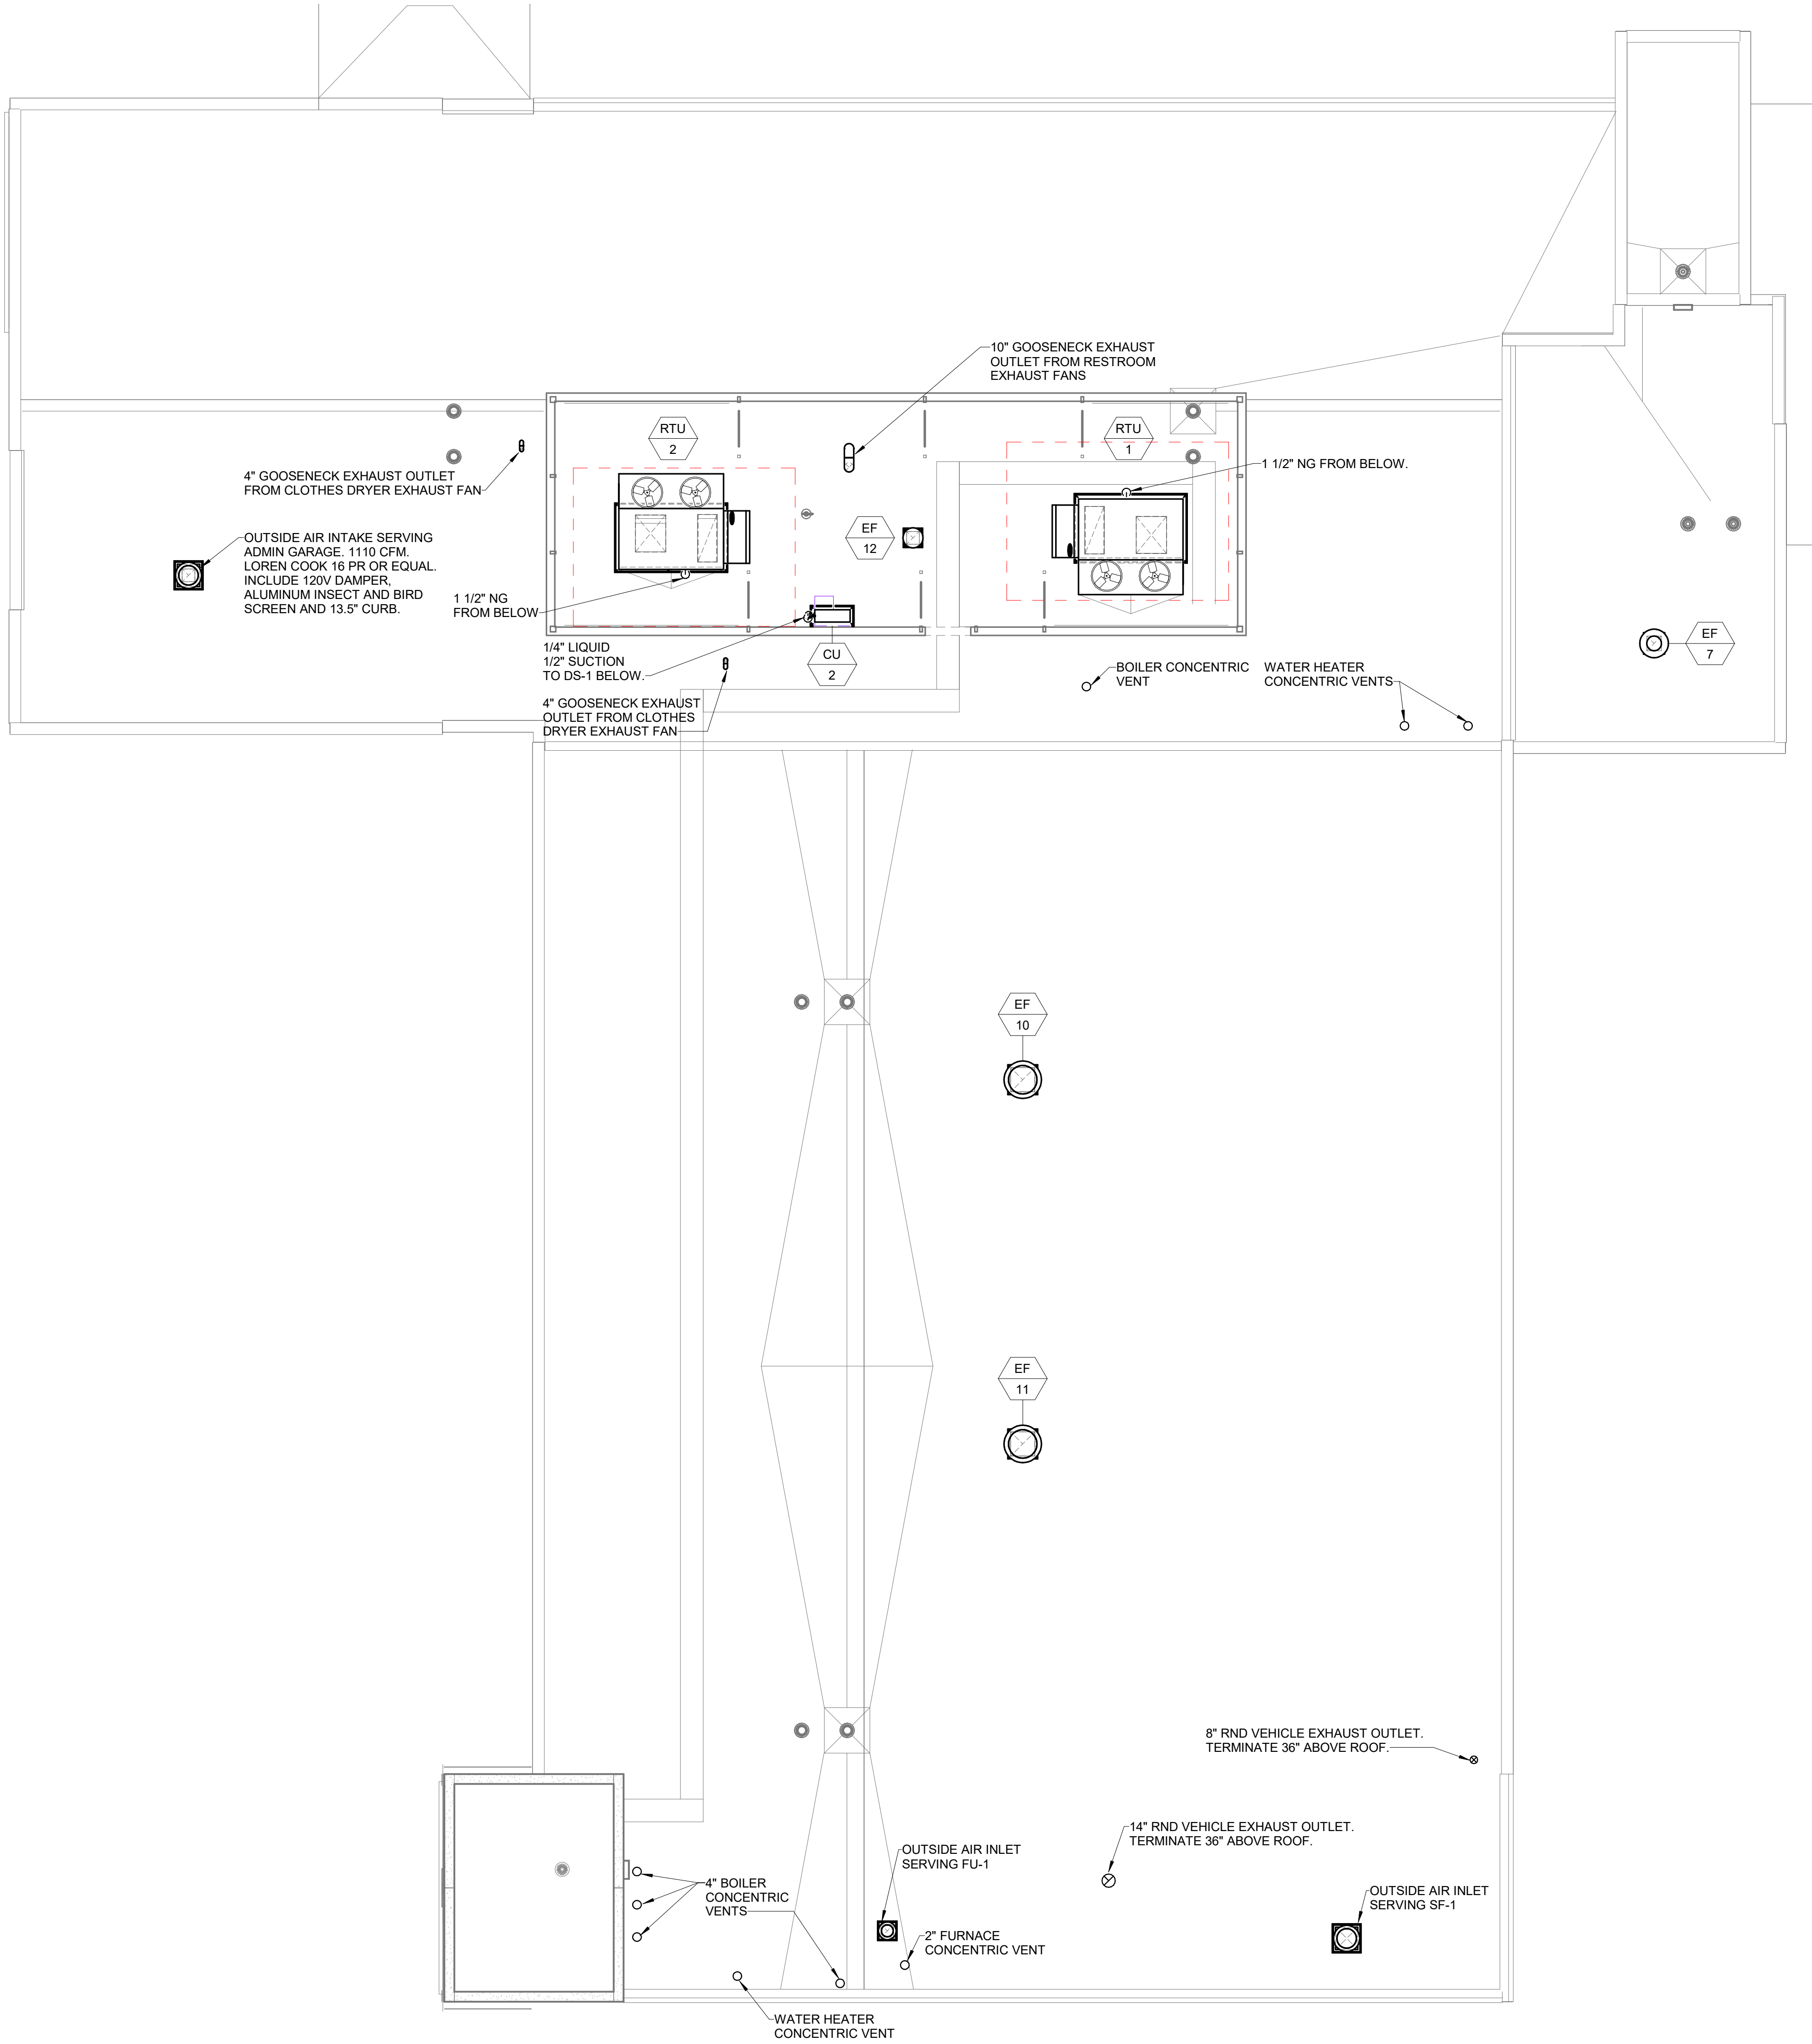 10" GOOSENECK EXHAUST
OUTLET FROM RESTROOM
EXHAUST FANS
RTU
2
RTU
1
1 1/2" NG FROM BELOW.
4" GOOSENECK EXHAUST OUTLET
FROM CLOTHES DRYER EXHAUST FAN
OUTSIDE AIR INTAKE SERVING
ADMIN GARAGE. 1110 CFM.
LOREN COOK 16 PR OR EQUAL.
INCLUDE 120V DAMPER,
ALUMINUM INSECT AND BIRD
SCREEN AND 13.5" CURB.
EF
12
1 1/2" NG
FROM BELOW
1/4" LIQUID
1/2" SUCTION
TO DS-1 BELOW.
CU
2
4" GOOSENECK EXHAUST
OUTLET FROM CLOTHES
DRYER EXHAUST FAN
BOILER CONCENTRIC
VENT
WATER HEATER
CONCENTRIC VENTS
EF
7
EF
10
EF
11
8" RND VEHICLE EXHAUST OUTLET.
TERMINATE 36" ABOVE ROOF.
14" RND VEHICLE EXHAUST OUTLET.
TERMINATE 36" ABOVE ROOF.
OUTSIDE AIR INLET
SERVING FU-1
4" BOILER
CONCENTRIC
VENTS
OUTSIDE AIR INLET
SERVING SF-1
2" FURNACE
CONCENTRIC VENT
WATER HEATER
CONCENTRIC VENT